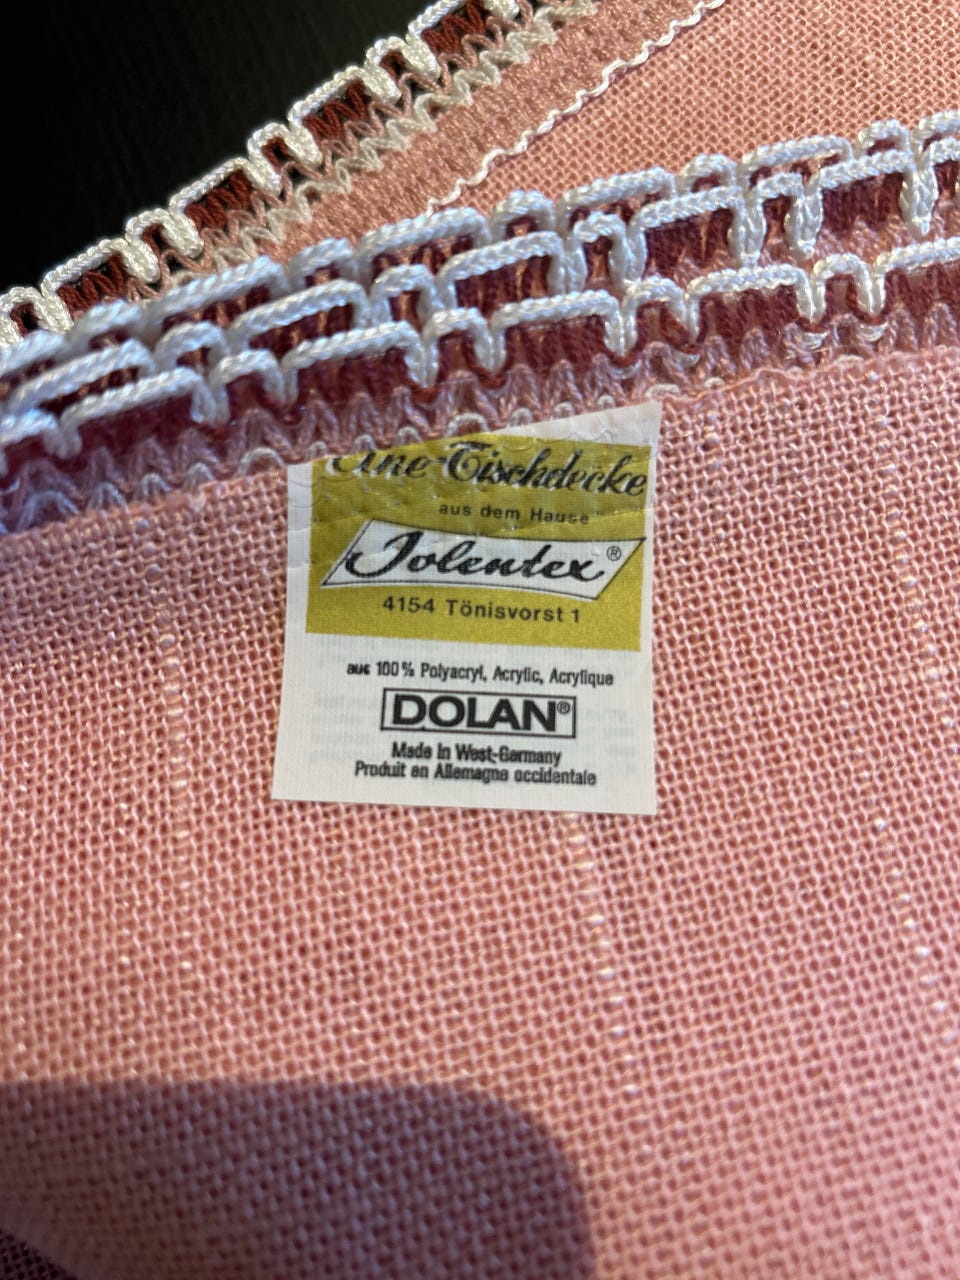 Eine Tischdecke
aus dem Hause
Jolentex®
4154 Tönisvorst 1
aus 100% Polyacryl, Acrylic, Acrylique
DOLAN®
Made in West-Germany
Produit en Allemagne occidentale